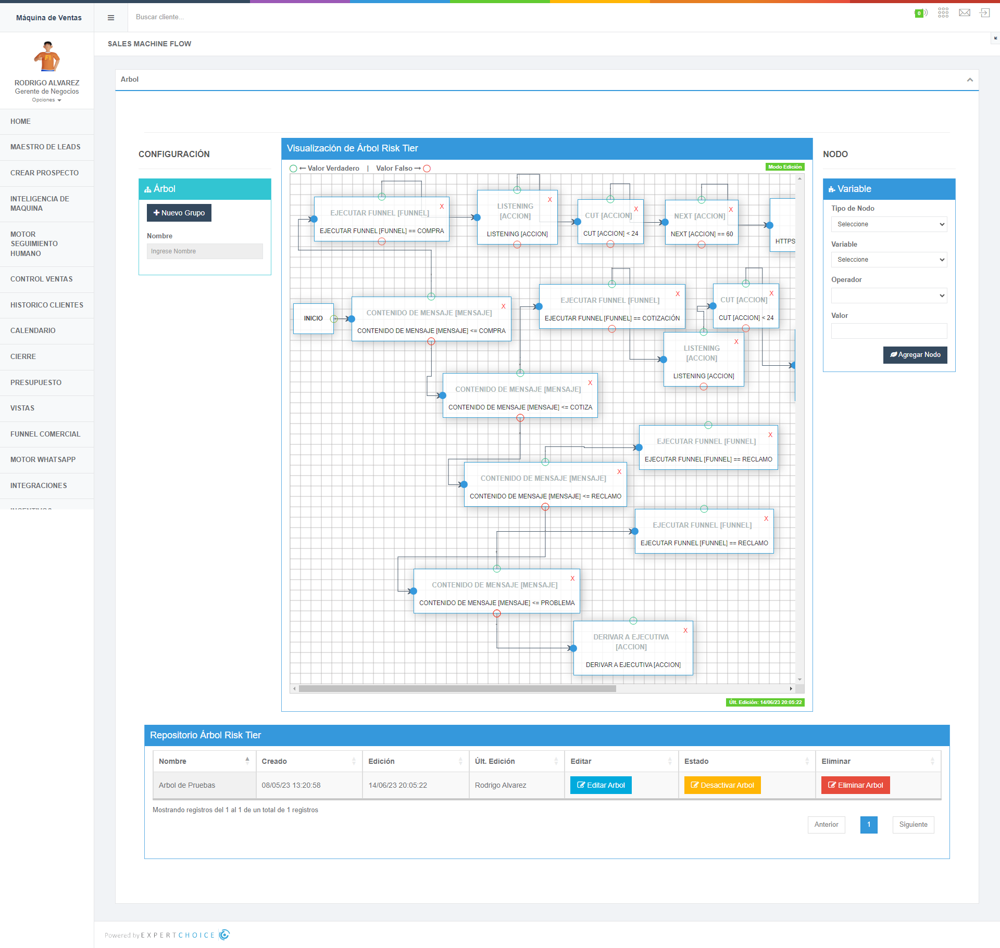 Máquina de Ventas
Buscar cliente...
0
SALES MACHINE FLOW
RODRIGO ALVAREZ
Gerente de Negocios
Opciones
HOME
MAESTRO DE LEADS
CREAR PROSPECTO
INTELIGENCIA DE
MAQUINA
MOTOR
SEGUIMIENTO
HUMANO
CONTROL VENTAS
HISTORICO CLIENTES
CALENDARIO
CIERRE
PRESUPUESTO
VISTAS
FUNNEL COMERCIAL
MOTOR WHATSAPP
INTEGRACIONES
Arbol
CONFIGURACIÓN
Árbol
Nuevo Grupo
Nombre
Ingrese Nombre
Visualización de Árbol Risk Tier
Valor Verdadero | Valor Falso
Modo Edición
X
EJECUTAR FUNNEL [FUNNEL]
EJECUTAR FUNNEL [FUNNEL] == COMPRA
X
LISTENING
[ACCION]
LISTENING [ACCION]
X
CUT [ACCION]
CUT [ACCION] < 24
X
NEXT [ACCION]
NEXT [ACCION] == 60
HTTPS
INICIO
X
CONTENIDO DE MENSAJE [MENSAJE]
CONTENIDO DE MENSAJE [MENSAJE] <= COMPRA
X
EJECUTAR FUNNEL [FUNNEL]
EJECUTAR FUNNEL [FUNNEL] == COTIZACIÓN
X
CUT [ACCION]
CUT [ACCION] < 24
X
LISTENING
[ACCION]
LISTENING [ACCION]
X
CONTENIDO DE MENSAJE [MENSAJE]
CONTENIDO DE MENSAJE [MENSAJE] <= COTIZA
X
EJECUTAR FUNNEL [FUNNEL]
EJECUTAR FUNNEL [FUNNEL] == RECLAMO
X
CONTENIDO DE MENSAJE [MENSAJE]
CONTENIDO DE MENSAJE [MENSAJE] <= RECLAMO
X
EJECUTAR FUNNEL [FUNNEL]
EJECUTAR FUNNEL [FUNNEL] == RECLAMO
X
CONTENIDO DE MENSAJE [MENSAJE]
CONTENIDO DE MENSAJE [MENSAJE] <= PROBLEMA
X
DERIVAR A EJECUTIVA
[ACCION]
DERIVAR A EJECUTIVA [ACCION]
Últ. Edición: 14/06/23 20:05:22
NODO
Variable
Tipo de Nodo
Seleccione
Variable
Seleccione
Operador
Valor
Agregar Nodo
Repositorio Árbol Risk Tier
Nombre Creado Edición Últ. Edición Editar Estado Eliminar
Arbol de Pruebas 08/05/23 13:20:58 14/06/23 20:05:22 Rodrigo Alvarez Editar Arbol Desactivar Arbol Eliminar Arbol
Mostrando registros del 1 al 1 de un total de 1 registros
Anterior 1 Siguiente
Powered by EXPERTCHOICE